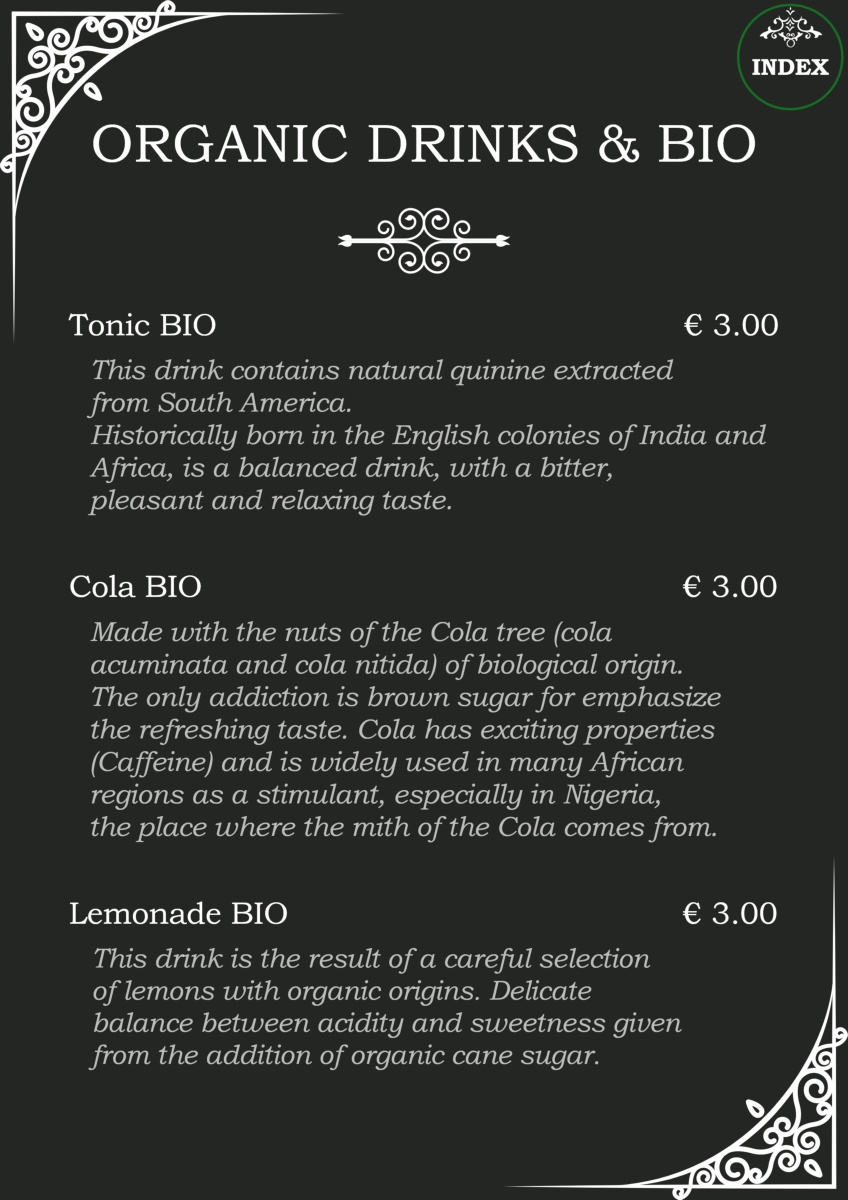 INDEX
ORGANIC DRINKS & BIO
Tonic BIO € 3.00
This drink contains natural quinine extracted
from South America.
Historically born in the English colonies of India and
Africa, is a balanced drink, with a bitter,
pleasant and relaxing taste.
Cola BIO € 3.00
Made with the nuts of the Cola tree (cola
acuminata and cola nitida) of biological origin.
The only addiction is brown sugar for emphasize
the refreshing taste. Cola has exciting properties
(Caffeine) and is widely used in many African
regions as a stimulant, especially in Nigeria,
the place where the mith of the Cola comes from.
Lemonade BIO € 3.00
This drink is the result of a careful selection
of lemons with organic origins. Delicate
balance between acidity and sweetness given
from the addition of organic cane sugar.